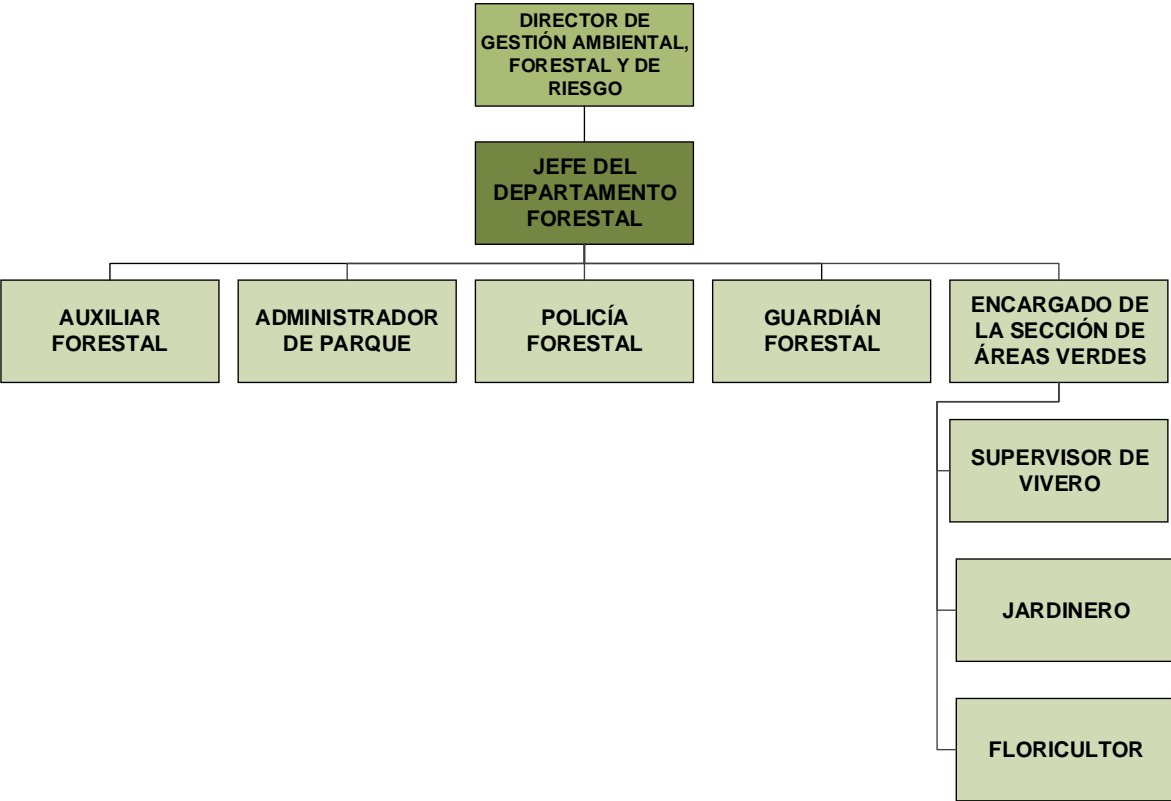 DIRECTOR DE
GESTIÓN AMBIENTAL,
FORESTAL Y DE
RIESGO
JEFE DEL
DEPARTAMENTO
FORESTAL
AUXILIAR
FORESTAL
ADMINISTRADOR
DE PARQUE
POLICÍA
FORESTAL
GUARDIÁN
FORESTAL
ENCARGADO DE
LA SECCIÓN DE
ÁREAS VERDES
SUPERVISOR DE
VIVERO
JARDINERO
FLORICULTOR